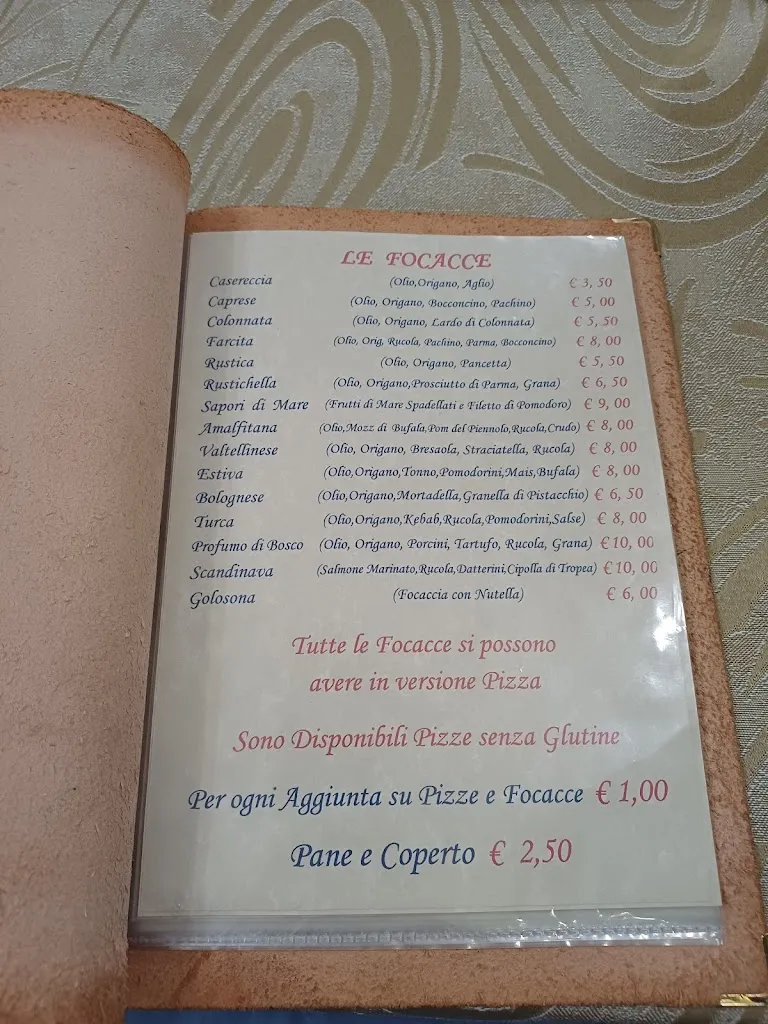 LE FOCACCE
Casereccia (Olio,Origano, Aglio) € 3, 50
Caprese (Olio, Origano, Bocconcino, Pachino) € 5, 00
Colonnata (Olio, Origano, Lardo di Colonnata) € 5, 50
Farcita (Olio, Orig, Rucola, Pachino, Parma, Bocconcino) € 8, 00
Rustica (Olio, Origano, Pancetta) € 5, 50
Rustichella (Olio, Origano,Prosciutto di Parma, Grana) € 6, 50
Sapori di Mare (Frutti di Mare Spadellati e Filetto di Pomodoro) € 9, 00
Amalfitana (Olio,Mozz di Bufala,Pom del Piennolo,Rucola,Crudo) € 8, 00
Valtellinese (Olio, Origano, Bresaola, Straciatella, Rucola) € 8, 00
Estiva (Olio,Origano,Tonno,Pomodorini,Mais,Bufala) € 8, 00
Bolognese (Olio,Origano,Mortadella,Granella di Pistacchio) € 6, 50
Turca (Olio,Origano,Kebab,Rucola,Pomodorini,Salse) € 8, 00
Profumo di Bosco (Olio, Origano, Porcini, Tartufo, Rucola, Grana) €10, 00
Scandinava (Salmone Marinato,Rucola,Datterini,Cipolla di Tropea) €10, 00
Golosona (Focaccia con Nutella) € 6, 00
Tutte le Focacce si possono
avere in versione Pizza
Sono Disponibili Pizze senza Glutine
Per ogni Aggiunta su Pizze e Focacce € 1,00
Pane e Coperto € 2,50